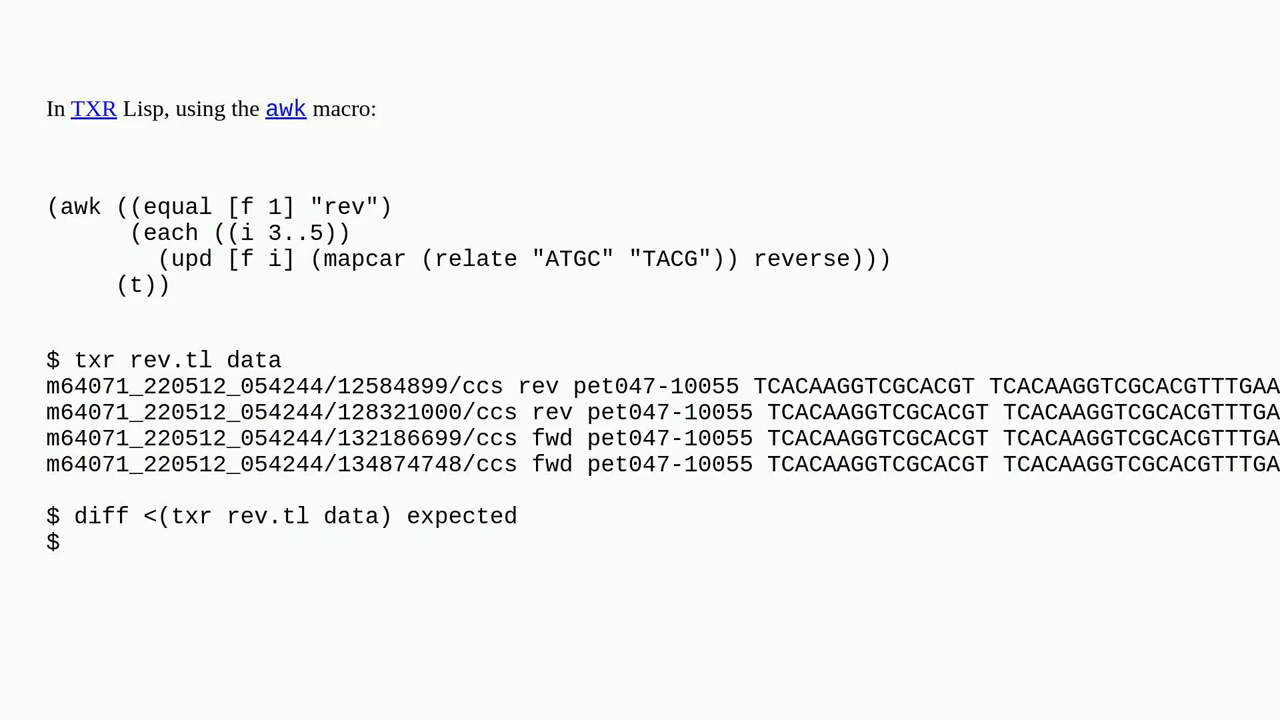 In TXR Lisp, using the awk macro:
(awk ((equal [f 1] "rev")
(each ((i 3..5))
(upd [f i] (mapcar (relate "ATGC" "TACG")) reverse)))
(t))
$ txr rev.tl data
m64071_220512_054244/12584899/ccs rev pet047-10055 TCACAAGGTCGCACGT TCACAAGGTCGCACGTTTGAA
m64071_220512_054244/128321000/ccs rev pet047-10055 TCACAAGGTCGCACGT TCACAAGGTCGCACGTTTGA
m64071_220512_054244/132186699/ccs fwd pet047-10055 TCACAAGGTCGCACGT TCACAAGGTCGCACGTTTGA
m64071_220512_054244/134874748/ccs fwd pet047-10055 TCACAAGGTCGCACGT TCACAAGGTCGCACGTTTGA
$ diff <(txr rev.tl data) expected
$